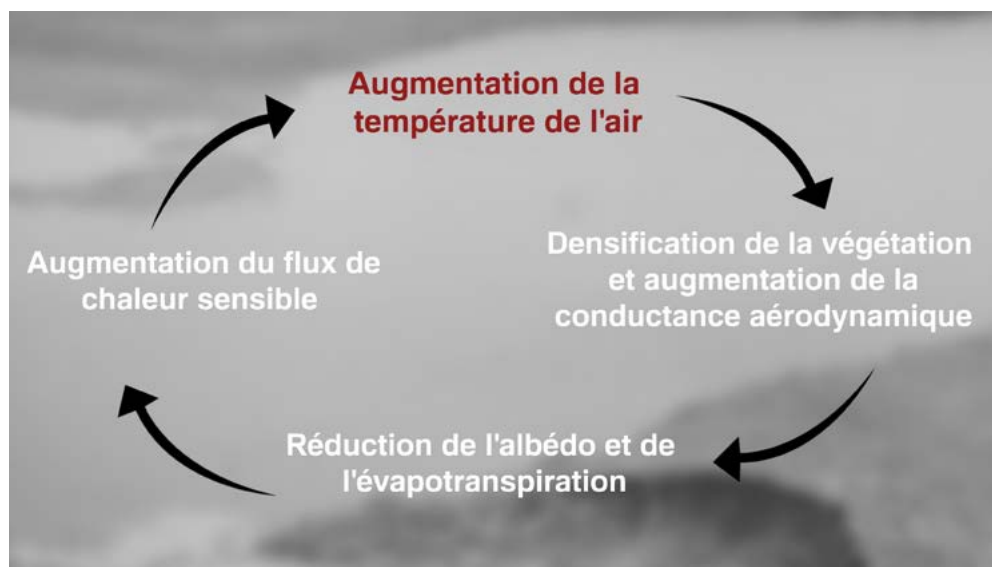 Augmentation de la
température de l'air
Densification de la végétation
et augmentation de la
conductance aérodynamique
Réduction de l'albédo et de
l'évapotranspiration
Augmentation du flux de
chaleur sensible